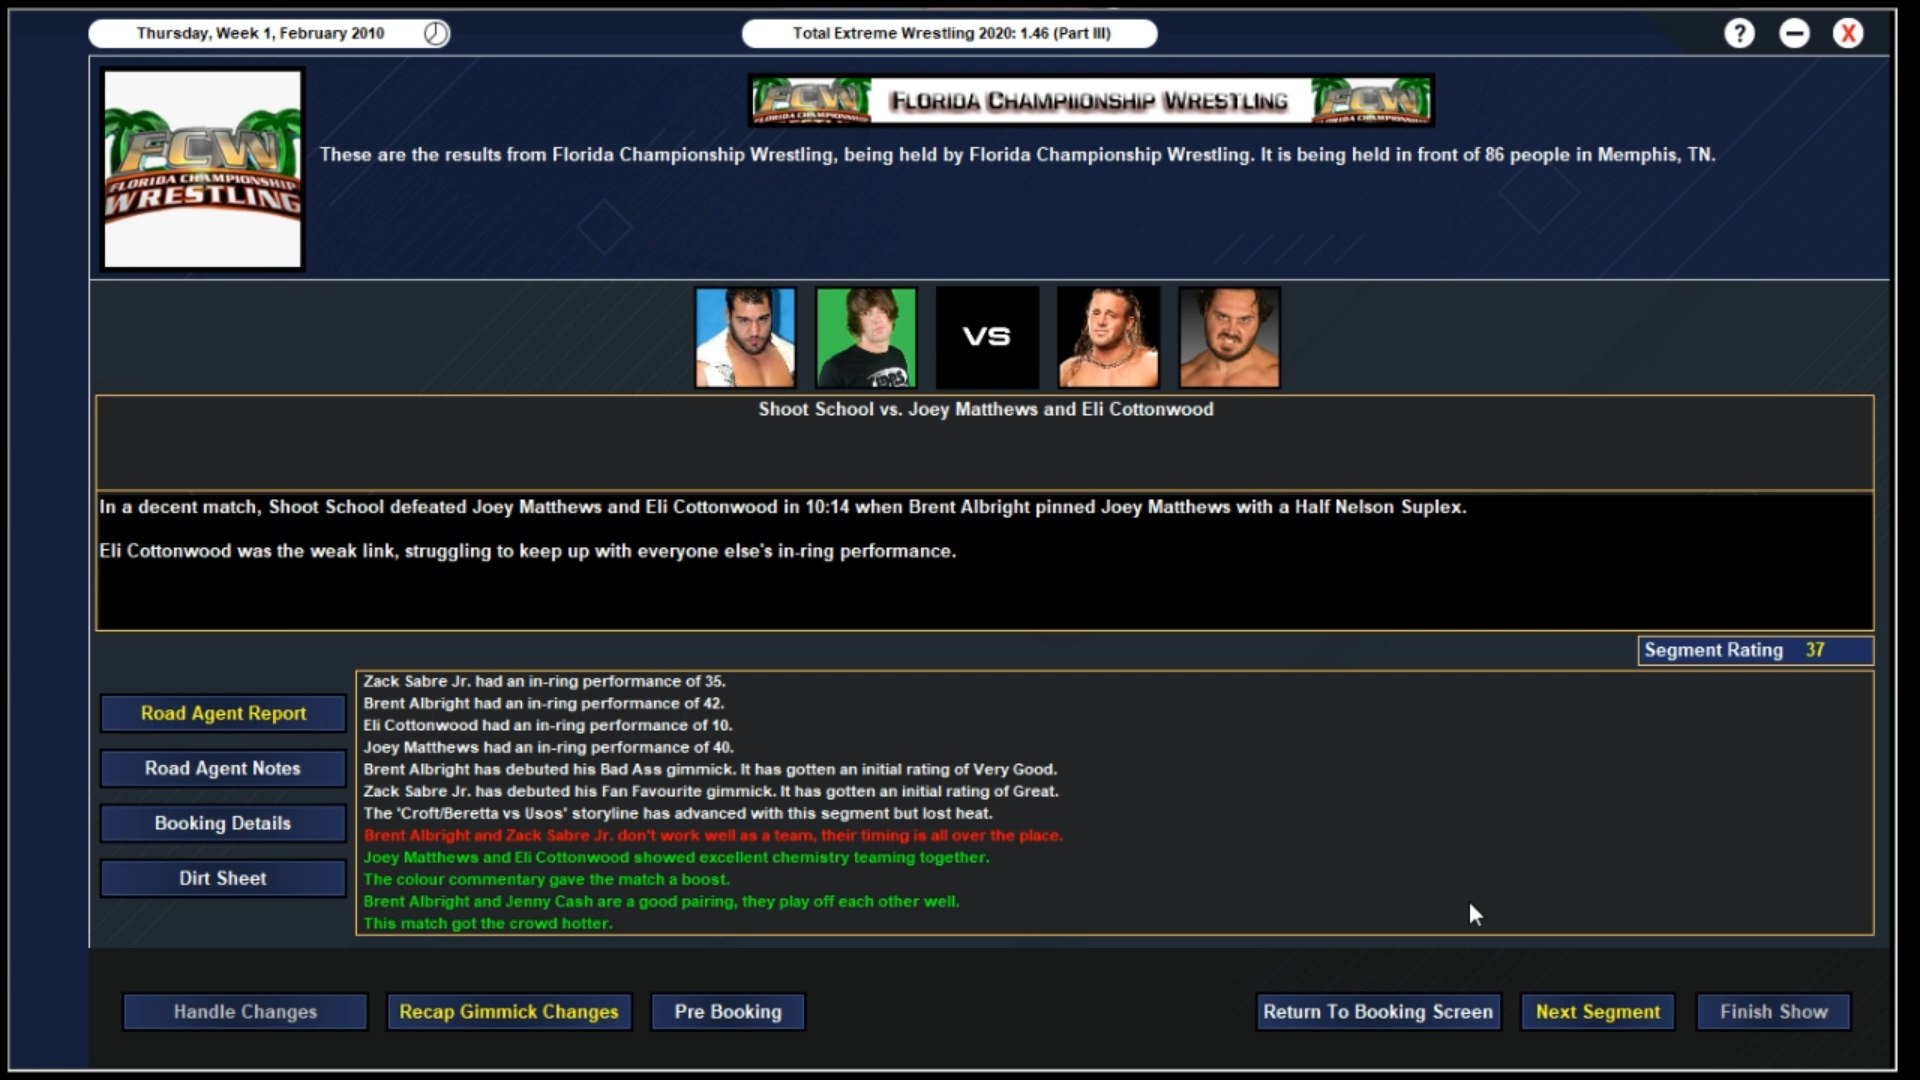 Thursday, Week 1, February 2010
Total Extreme Wrestling 2020: 1.46 (Part III)
? X
FCW
FLORIDA CHAMPIONSHIP
WRESTLING
FCW FLORIDA CHAMPIIONSHIP WRESTLING FCW
These are the results from Florida Championship Wrestling, being held by Florida Championship Wrestling. It is being held in front of 86 people in Memphis, TN.
VS
Shoot School vs. Joey Matthews and Eli Cottonwood
In a decent match, Shoot School defeated Joey Matthews and Eli Cottonwood in 10:14 when Brent Albright pinned Joey Matthews with a Half Nelson Suplex.
Eli Cottonwood was the weak link, struggling to keep up with everyone else's in-ring performance.
Segment Rating 37
Road Agent Report
Road Agent Notes
Booking Details
Dirt Sheet
Zack Sabre Jr. had an in-ring performance of 35.
Brent Albright had an in-ring performance of 42.
Eli Cottonwood had an in-ring performance of 10.
Joey Matthews had an in-ring performance of 40.
Brent Albright has debuted his Bad Ass gimmick. It has gotten an initial rating of Very Good.
Zack Sabre Jr. has debuted his Fan Favourite gimmick. It has gotten an initial rating of Great.
The 'Croft/Beretta vs Usos' storyline has advanced with this segment but lost heat.
Brent Albright and Zack Sabre Jr. don't work well as a team, their timing is all over the place.
Joey Matthews and Eli Cottonwood showed excellent chemistry teaming together.
The colour commentary gave the match a boost.
Brent Albright and Jenny Cash are a good pairing, they play off each other well.
This match got the crowd hotter.
Handle Changes
Recap Gimmick Changes
Pre Booking
Return To Booking Screen
Next Segment
Finish Show